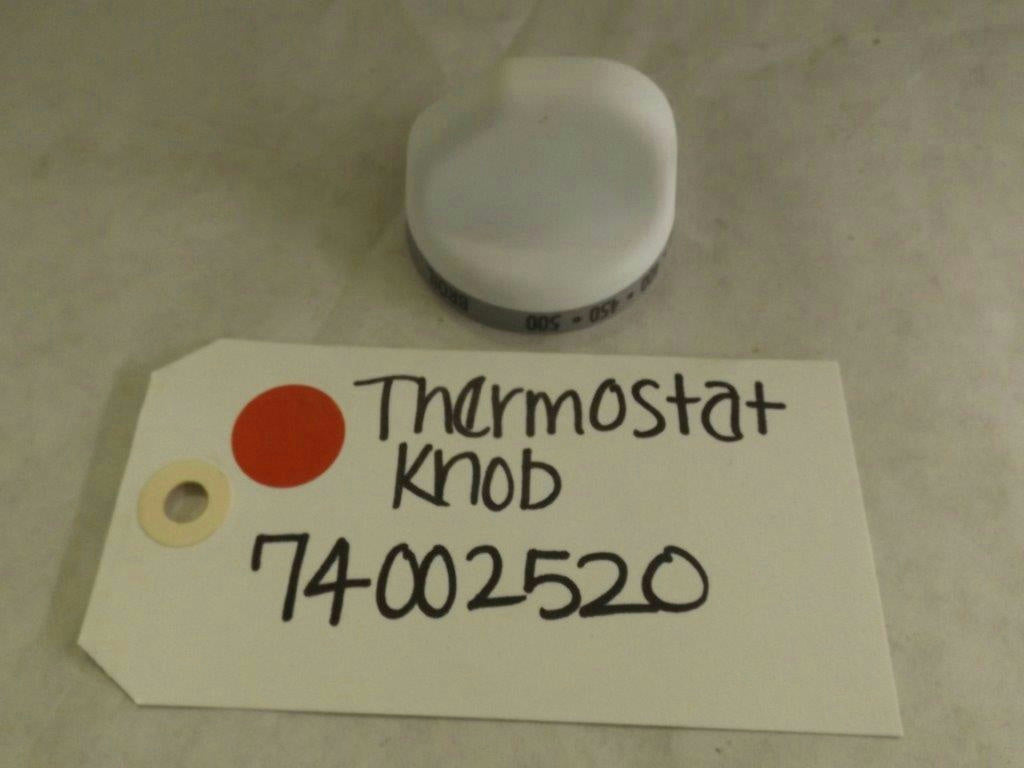 500 • 450 •
Thermostat
Knob
74002520